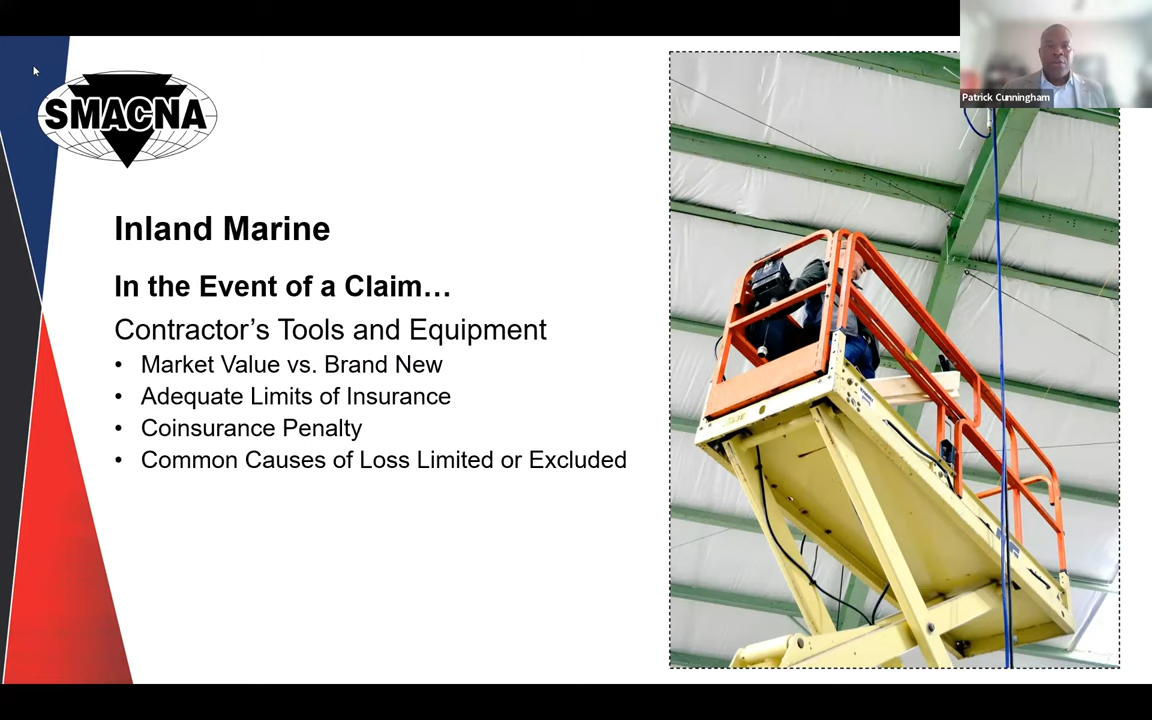 Patrick Cunningham
SMACNA
Inland Marine
In the Event of a Claim…
Contractor’s Tools and Equipment
• Market Value vs. Brand New
• Adequate Limits of Insurance
• Coinsurance Penalty
• Common Causes of Loss Limited or Excluded